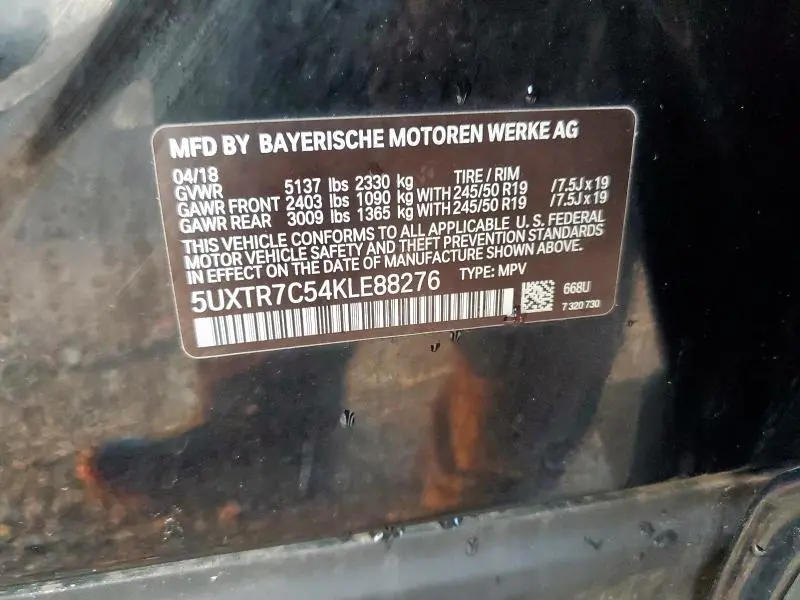 MFD BY BAYERISCHE MOTOREN WERKE AG
04/18 TIRE / RIM
GVWR 5137 lbs 2330 kg
GAWR FRONT 2403 lbs 1090 kg WITH 245/50 R19 /7.5J x 19
GAWR REAR 3009 lbs 1365 kg WITH 245/50 R19 /7.5J x 19
THIS VEHICLE CONFORMS TO ALL APPLICABLE U.S. FEDERAL
MOTOR VEHICLE SAFETY AND THEFT PREVENTION STANDARDS
IN EFFECT ON THE DATE OF MANUFACTURE SHOWN ABOVE.
5UXTR7C54KLE88276 TYPE: MPV
668U
7 320 730